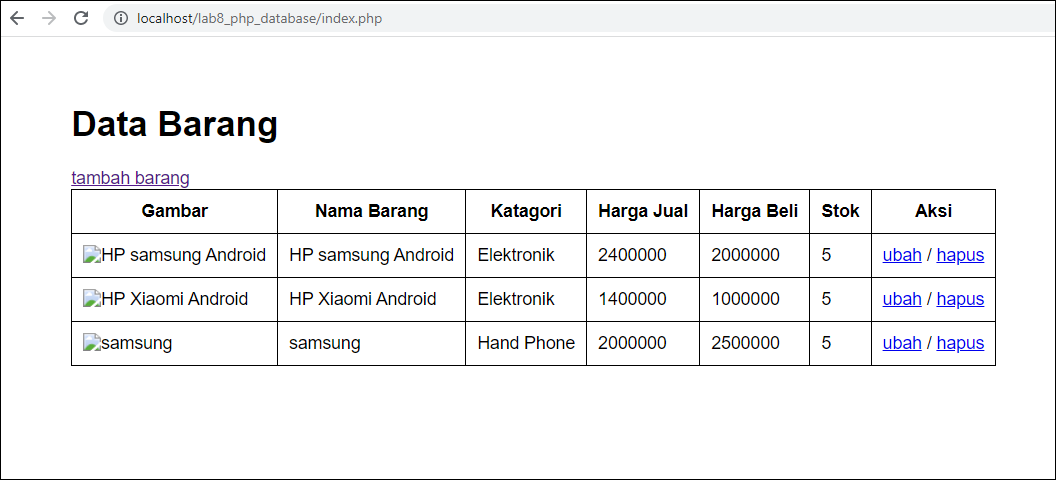 localhost/lab8_php_database/index.php
Data Barang
tambah barang
Gambar Nama Barang Katagori Harga Jual Harga Beli Stok Aksi
HP samsung Android HP samsung Android Elektronik 2400000 2000000 5 ubah / hapus
HP Xiaomi Android HP Xiaomi Android Elektronik 1400000 1000000 5 ubah / hapus
samsung samsung Hand Phone 2000000 2500000 5 ubah / hapus